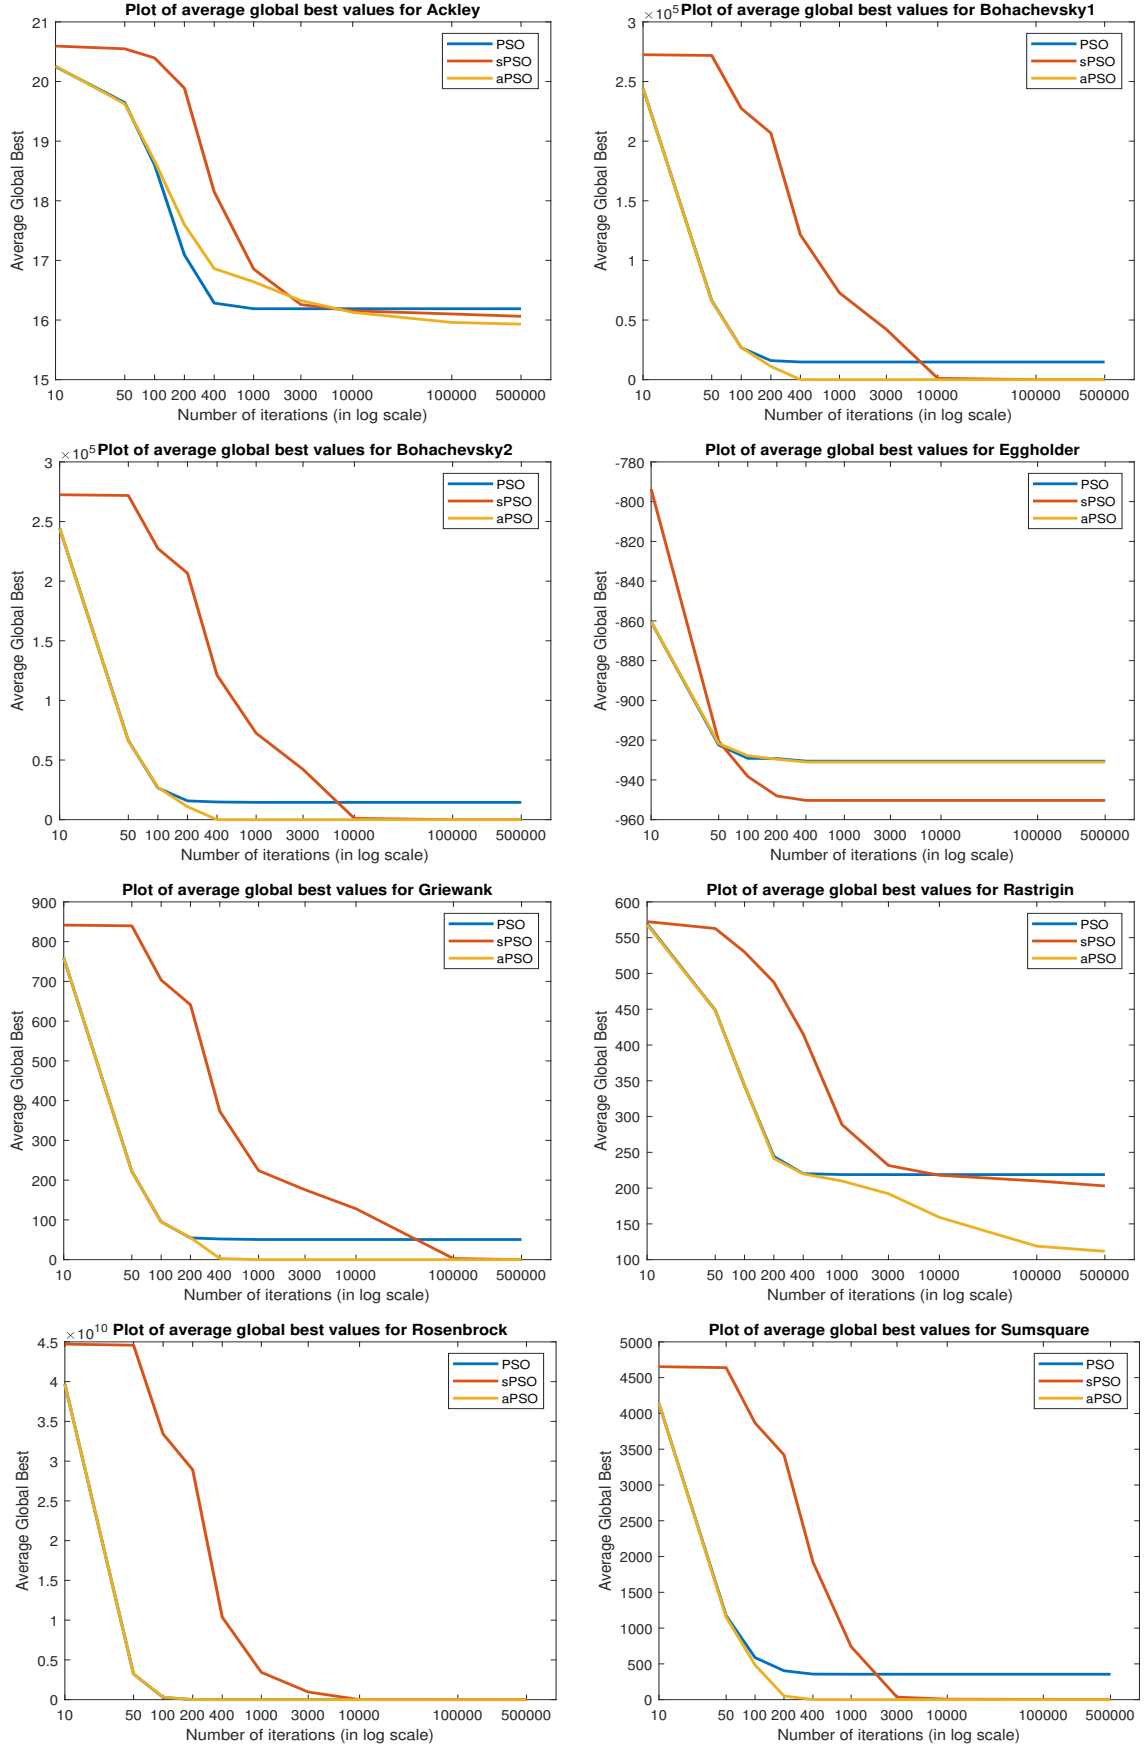 Plot of average global best values for Ackley
21
20
19
18
17
16
15
Average Global Best
10 50 100 200 400 1000 3000 10000 100000 500000
Number of iterations (in log scale)
PSO
sPSO
aPSO
×10^5 Plot of average global best values for Bohachevsky1
3
2.5
2
1.5
1
0.5
0
Average Global Best
10 50 100 200 400 1000 3000 10000 100000 500000
Number of iterations (in log scale)
PSO
sPSO
aPSO
×10^5 Plot of average global best values for Bohachevsky2
3
2.5
2
1.5
1
0.5
0
Average Global Best
10 50 100 200 400 1000 3000 10000 100000 500000
Number of iterations (in log scale)
PSO
sPSO
aPSO
Plot of average global best values for Eggholder
-780
-800
-820
-840
-860
-880
-900
-920
-940
-960
Average Global Best
10 50 100 200 400 1000 3000 10000 100000 500000
Number of iterations (in log scale)
PSO
sPSO
aPSO
Plot of average global best values for Griewank
900
800
700
600
500
400
300
200
100
0
Average Global Best
10 50 100 200 400 1000 3000 10000 100000 500000
Number of iterations (in log scale)
PSO
sPSO
aPSO
Plot of average global best values for Rastrigin
600
550
500
450
400
350
300
250
200
150
100
Average Global Best
10 50 100 200 400 1000 3000 10000 100000 500000
Number of iterations (in log scale)
PSO
sPSO
aPSO
×10^10 Plot of average global best values for Rosenbrock
4.5
4
3.5
3
2.5
2
1.5
1
0.5
0
Average Global Best
10 50 100 200 400 1000 3000 10000 100000 500000
Number of iterations (in log scale)
PSO
sPSO
aPSO
Plot of average global best values for Sumsquare
5000
4500
4000
3500
3000
2500
2000
1500
1000
500
0
Average Global Best
10 50 100 200 400 1000 3000 10000 100000 500000
Number of iterations (in log scale)
PSO
sPSO
aPSO